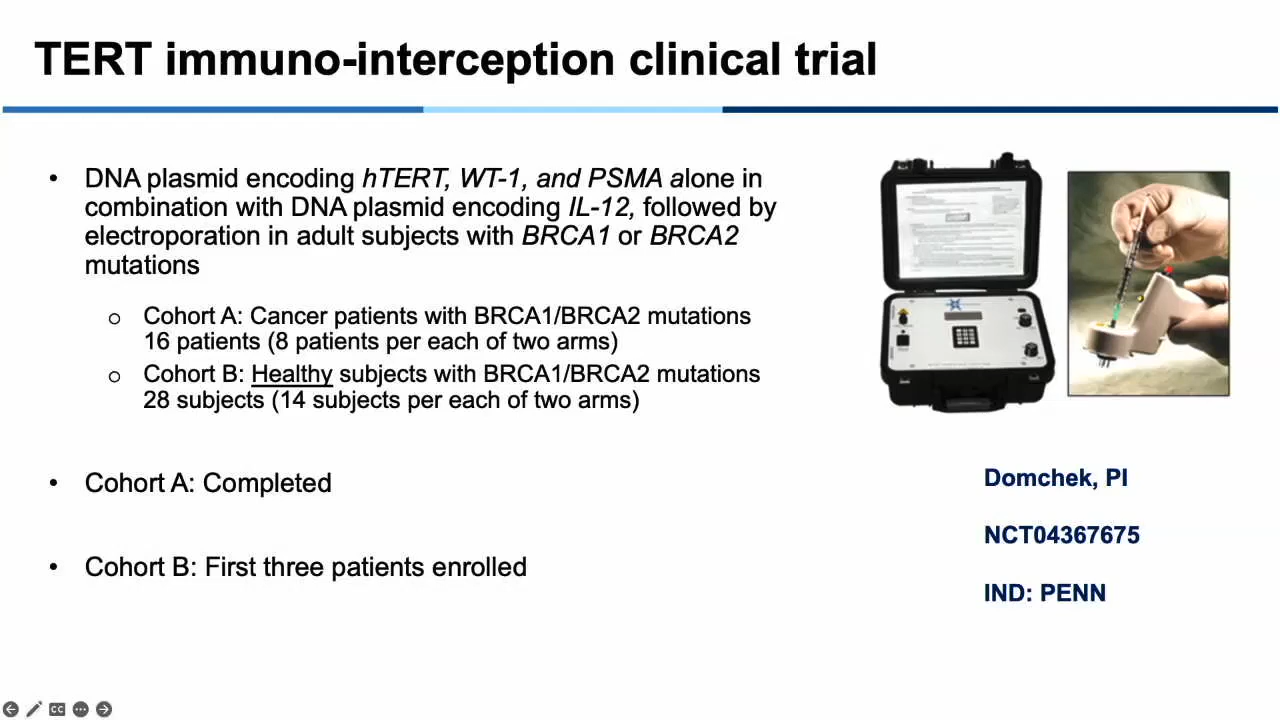 TERT immuno-interception clinical trial
• DNA plasmid encoding hTERT, WT-1, and PSMA alone in
combination with DNA plasmid encoding IL-12, followed by
electroporation in adult subjects with BRCA1 or BRCA2
mutations
o Cohort A: Cancer patients with BRCA1/BRCA2 mutations
16 patients (8 patients per each of two arms)
o Cohort B: Healthy subjects with BRCA1/BRCA2 mutations
28 subjects (14 subjects per each of two arms)
• Cohort A: Completed
• Cohort B: First three patients enrolled
Domchek, PI
NCT04367675
IND: PENN
CC